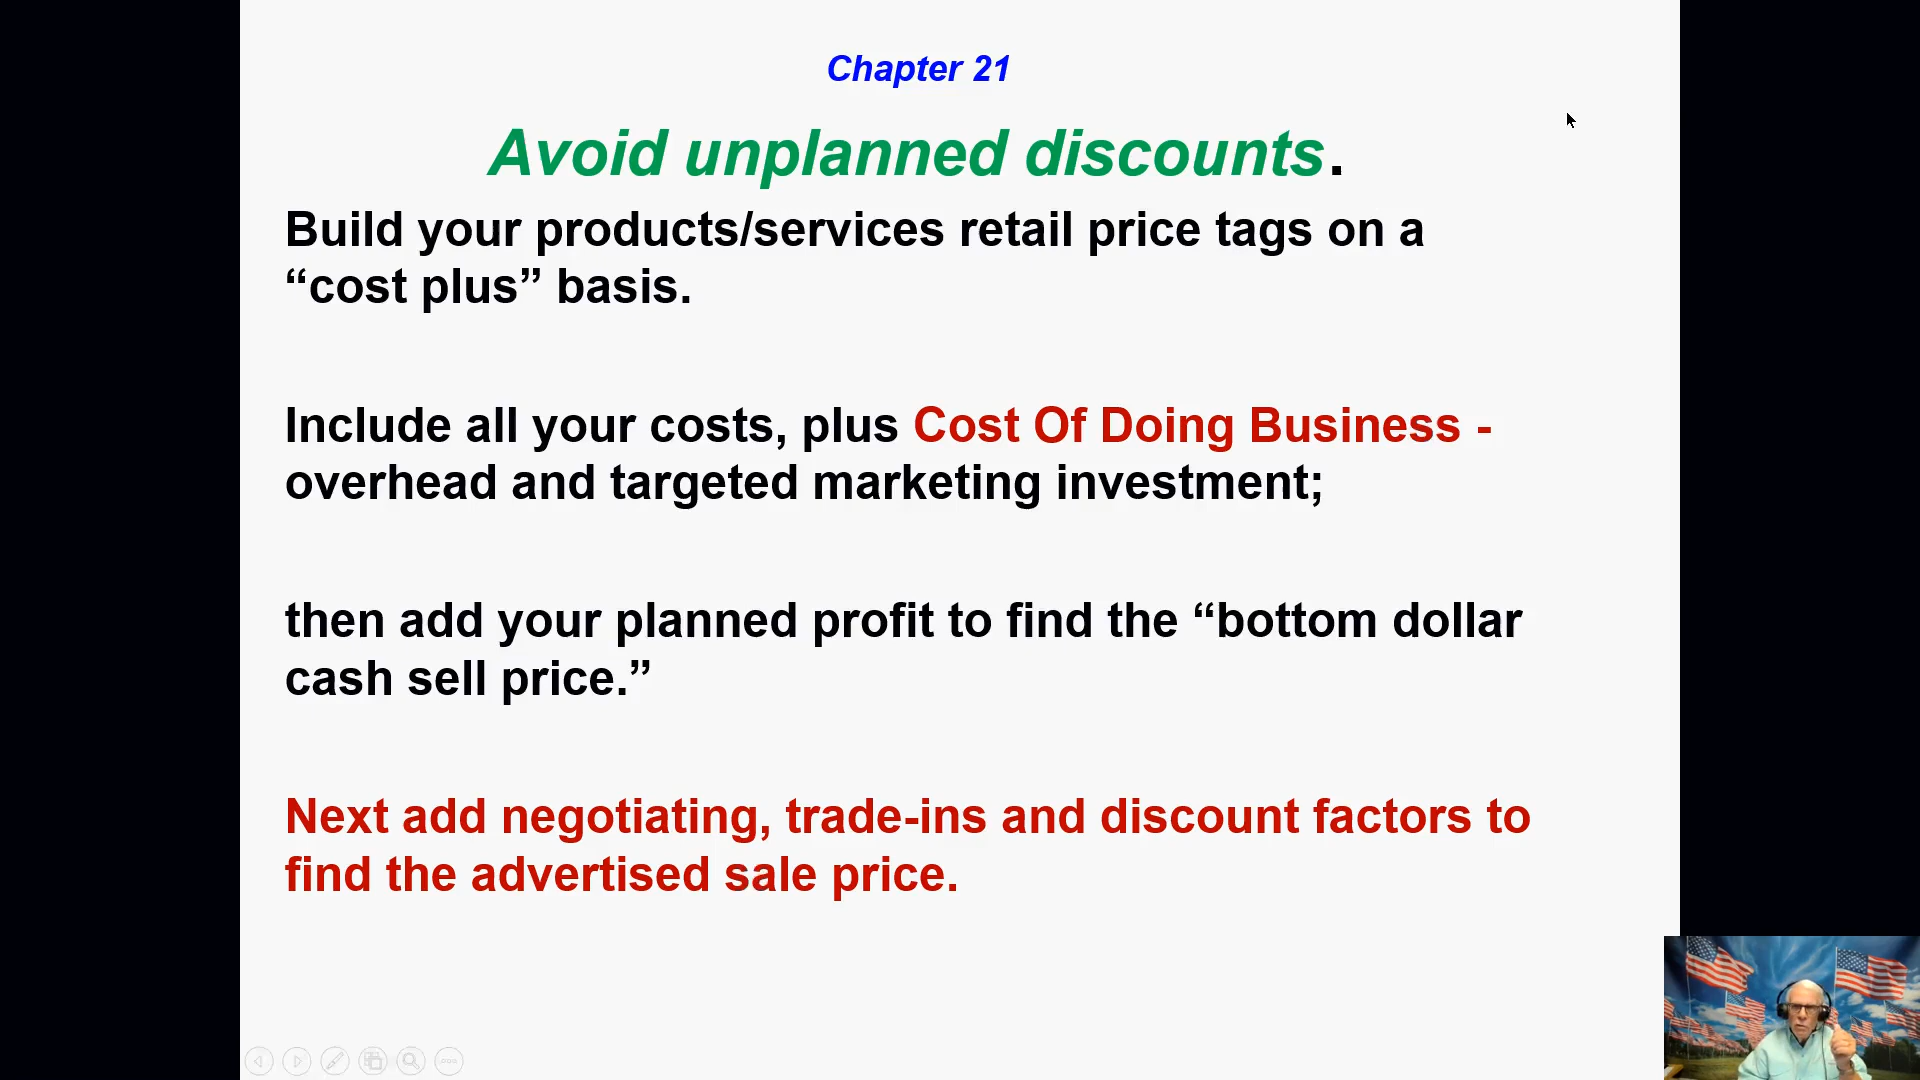 Chapter 21
Avoid unplanned discounts.
Build your products/services retail price tags on a
“cost plus” basis.
Include all your costs, plus Cost Of Doing Business -
overhead and targeted marketing investment;
then add your planned profit to find the “bottom dollar
cash sell price.”
Next add negotiating, trade-ins and discount factors to
find the advertised sale price.